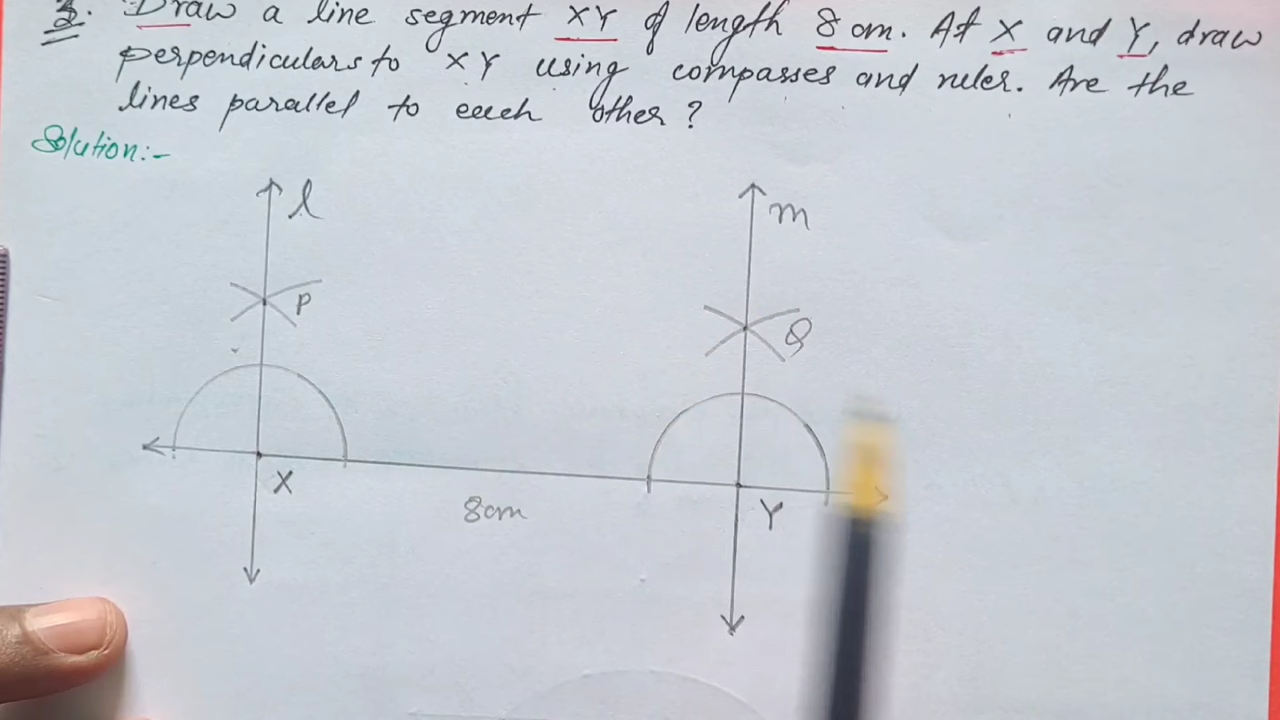 3. Draw a line segment XY of length 8 cm. At X and Y, draw
perpendiculars to XY using compasses and ruler. Are the
lines parallel to each other?
Solution:-
l
m
P
Q
X
8cm
Y